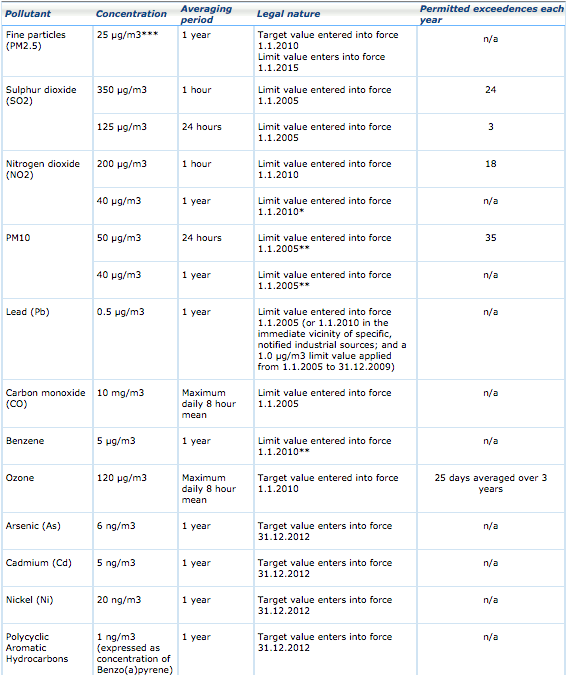 Pollutant Concentration Averaging period Legal nature Permitted exceedences each year
Fine particles (PM2.5) 25 µg/m3*** 1 year Target value entered into force 1.1.2010 Limit value enters into force 1.1.2015 n/a
Sulphur dioxide (SO2) 350 µg/m3 1 hour Limit value entered into force 1.1.2005 24
125 µg/m3 24 hours Limit value entered into force 1.1.2005 3
Nitrogen dioxide (NO2) 200 µg/m3 1 hour Limit value entered into force 1.1.2010 18
40 µg/m3 1 year Limit value entered into force 1.1.2010* n/a
PM10 50 µg/m3 24 hours Limit value entered into force 1.1.2005** 35
40 µg/m3 1 year Limit value entered into force 1.1.2005** n/a
Lead (Pb) 0.5 µg/m3 1 year Limit value entered into force 1.1.2005 (or 1.1.2010 in the immediate vicinity of specific, notified industrial sources; and a 1.0 µg/m3 limit value applied from 1.1.2005 to 31.12.2009) n/a
Carbon monoxide (CO) 10 mg/m3 Maximum daily 8 hour mean Limit value entered into force 1.1.2005 n/a
Benzene 5 µg/m3 1 year Limit value entered into force 1.1.2010** n/a
Ozone 120 µg/m3 Maximum daily 8 hour mean Target value entered into force 1.1.2010 25 days averaged over 3 years
Arsenic (As) 6 ng/m3 1 year Target value enters into force 31.12.2012 n/a
Cadmium (Cd) 5 ng/m3 1 year Target value enters into force 31.12.2012 n/a
Nickel (Ni) 20 ng/m3 1 year Target value enters into force 31.12.2012 n/a
Polycyclic Aromatic Hydrocarbons 1 ng/m3 (expressed as concentration of Benzo(a)pyrene) 1 year Target value enters into force 31.12.2012 n/a